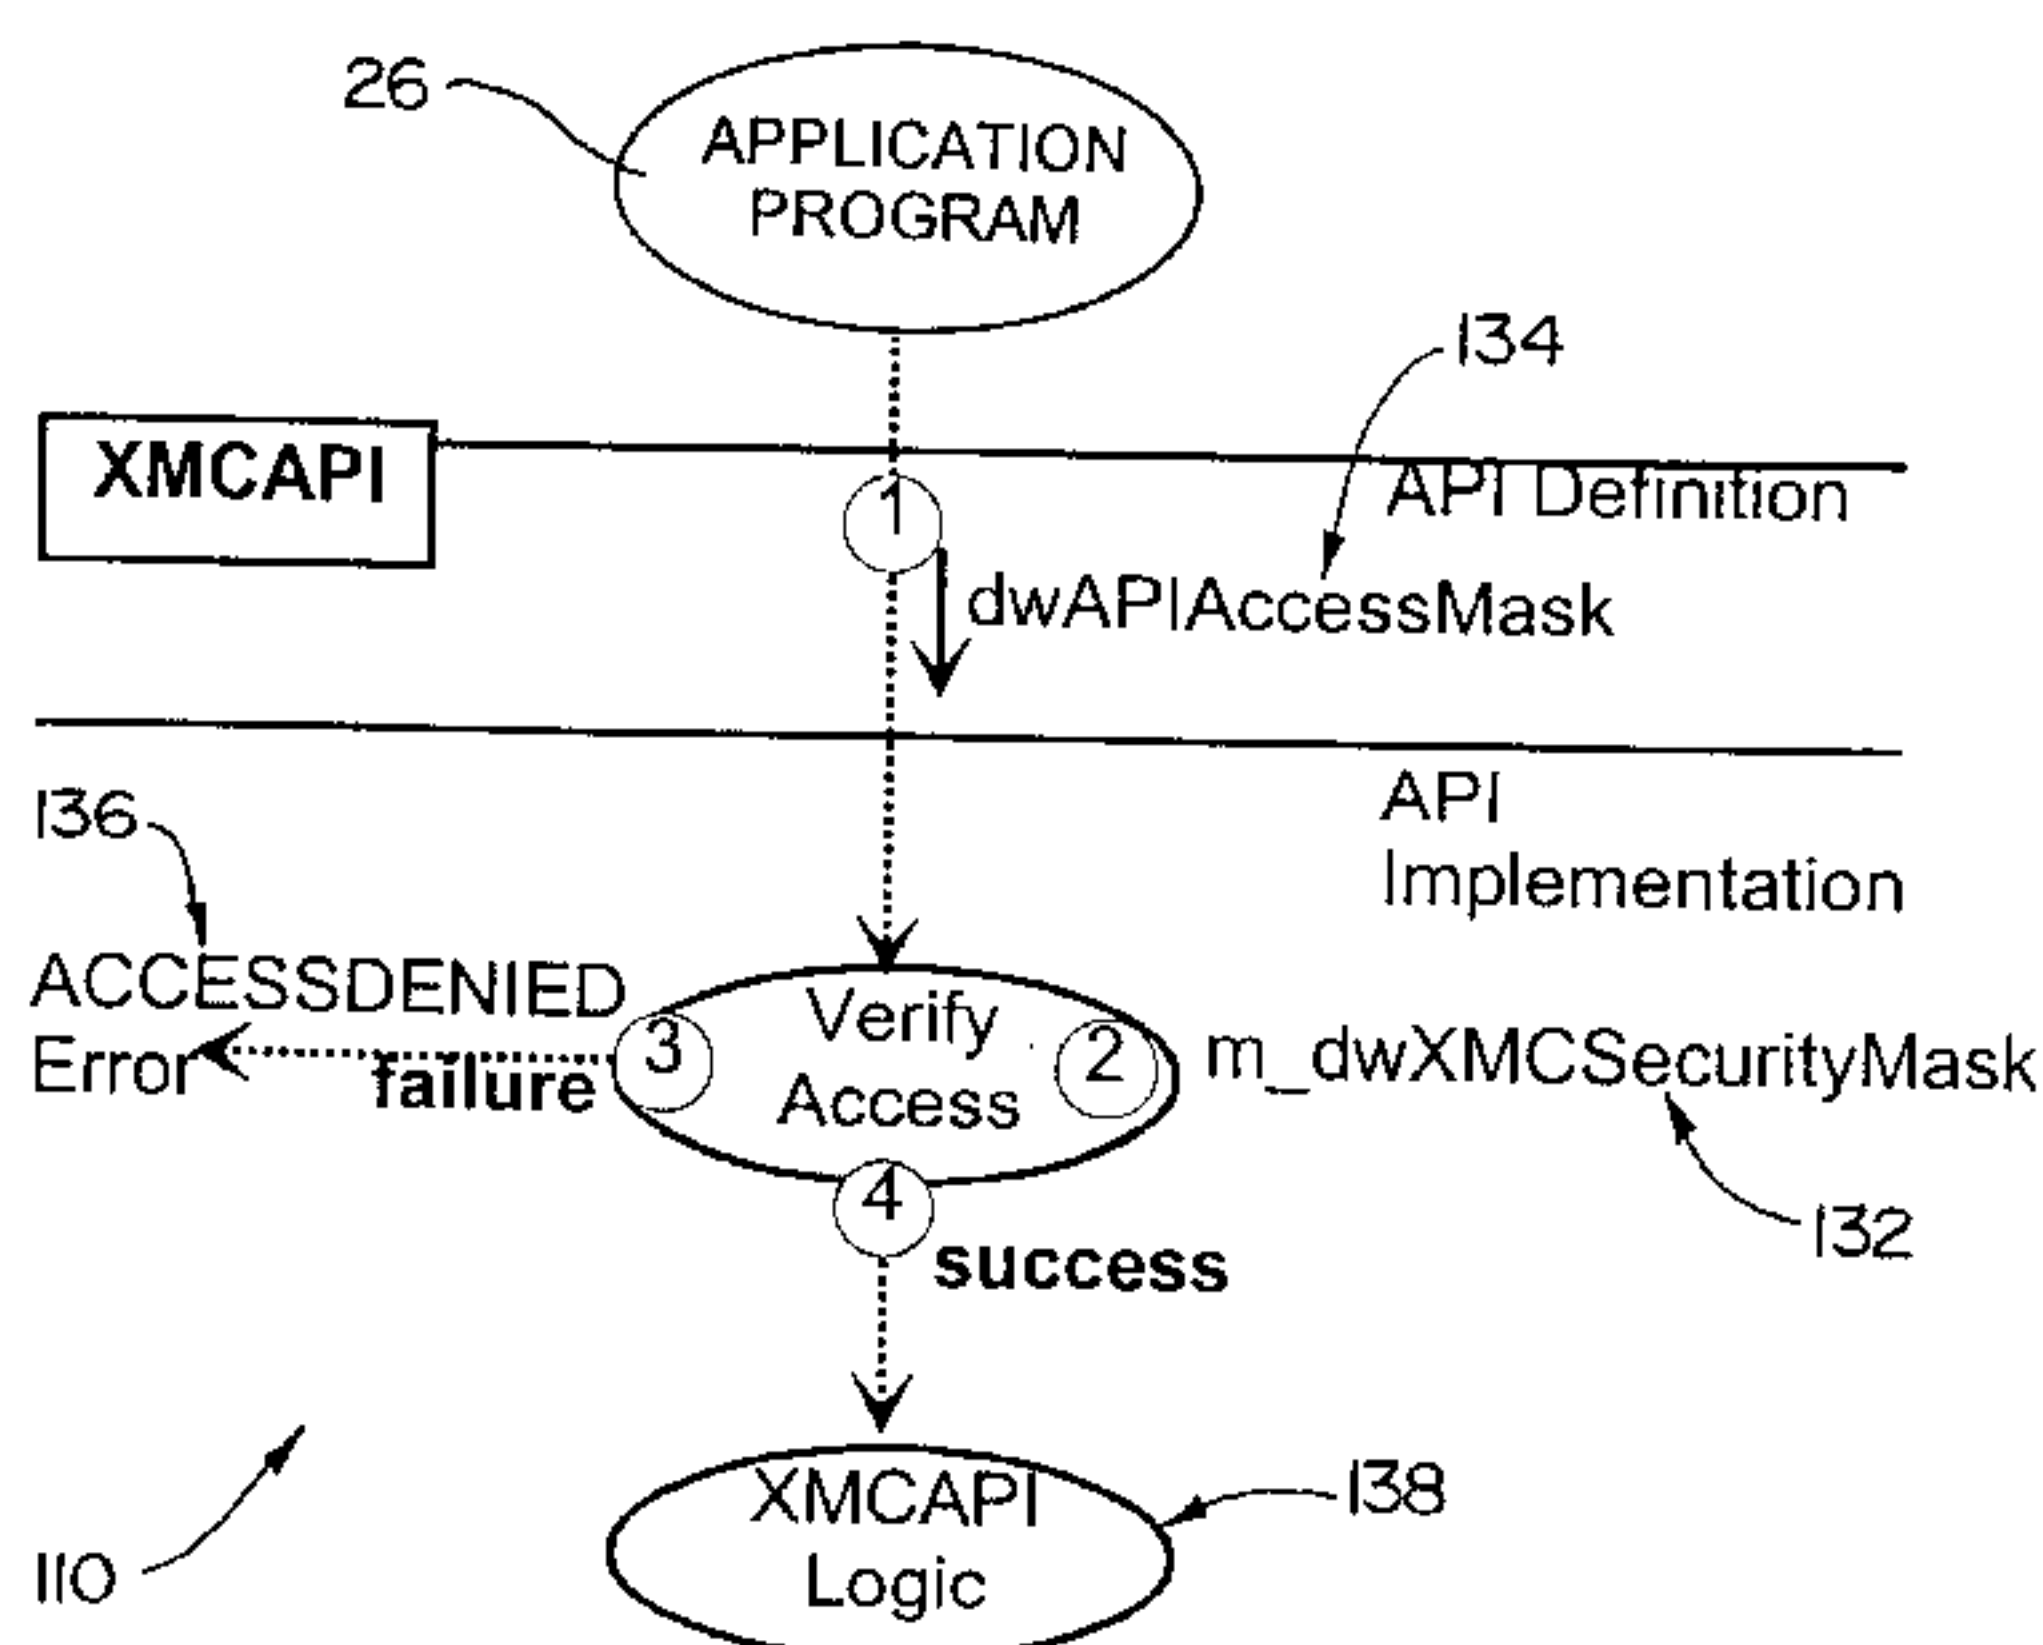 26
APPLICATION
PROGRAM
134
XMCAPI
1
API Definition
dwAPIAccessMask
136
API
Implementation
ACCESSDENIED
Error
failure
3
Verify
Access
2
m_dwXMCSecurityMask
4
success
132
XMCAPI
Logic
138
110